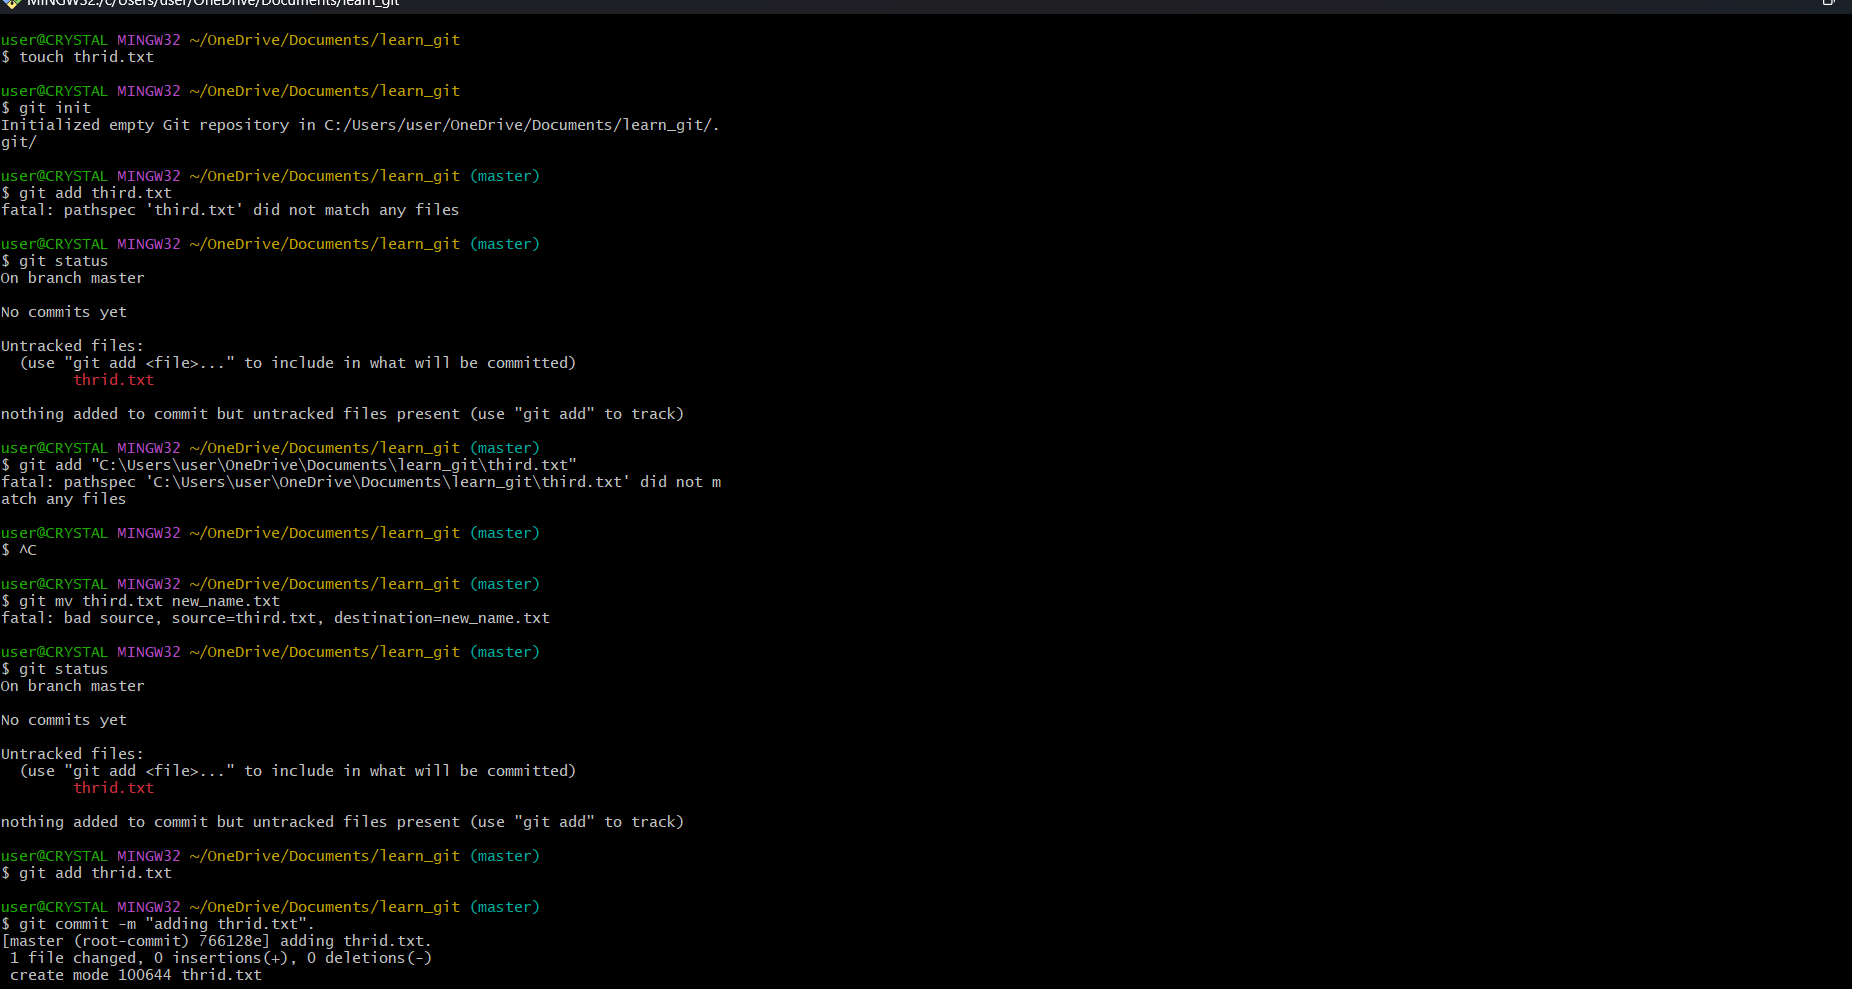 MINGW32:/c/Users/user/OneDrive/Documents/learn_git
user@CRYSTAL MINGW32 ~/OneDrive/Documents/learn_git
$ touch thrid.txt
user@CRYSTAL MINGW32 ~/OneDrive/Documents/learn_git
$ git init
Initialized empty Git repository in C:/Users/user/OneDrive/Documents/learn_git/.
git/
user@CRYSTAL MINGW32 ~/OneDrive/Documents/learn_git (master)
$ git add third.txt
fatal: pathspec 'third.txt' did not match any files
user@CRYSTAL MINGW32 ~/OneDrive/Documents/learn_git (master)
$ git status
On branch master
No commits yet
Untracked files:
  (use "git add <file>..." to include in what will be committed)
        thrid.txt
nothing added to commit but untracked files present (use "git add" to track)
user@CRYSTAL MINGW32 ~/OneDrive/Documents/learn_git (master)
$ git add "C:\Users\user\OneDrive\Documents\learn_git\third.txt"
fatal: pathspec 'C:\Users\user\OneDrive\Documents\learn_git\third.txt' did not m
atch any files
user@CRYSTAL MINGW32 ~/OneDrive/Documents/learn_git (master)
$ ^C
user@CRYSTAL MINGW32 ~/OneDrive/Documents/learn_git (master)
$ git mv third.txt new_name.txt
fatal: bad source, source=third.txt, destination=new_name.txt
user@CRYSTAL MINGW32 ~/OneDrive/Documents/learn_git (master)
$ git status
On branch master
No commits yet
Untracked files:
  (use "git add <file>..." to include in what will be committed)
        thrid.txt
nothing added to commit but untracked files present (use "git add" to track)
user@CRYSTAL MINGW32 ~/OneDrive/Documents/learn_git (master)
$ git add thrid.txt
user@CRYSTAL MINGW32 ~/OneDrive/Documents/learn_git (master)
$ git commit -m "adding thrid.txt".
[master (root-commit) 766128e] adding thrid.txt.
 1 file changed, 0 insertions(+), 0 deletions(-)
 create mode 100644 thrid.txt